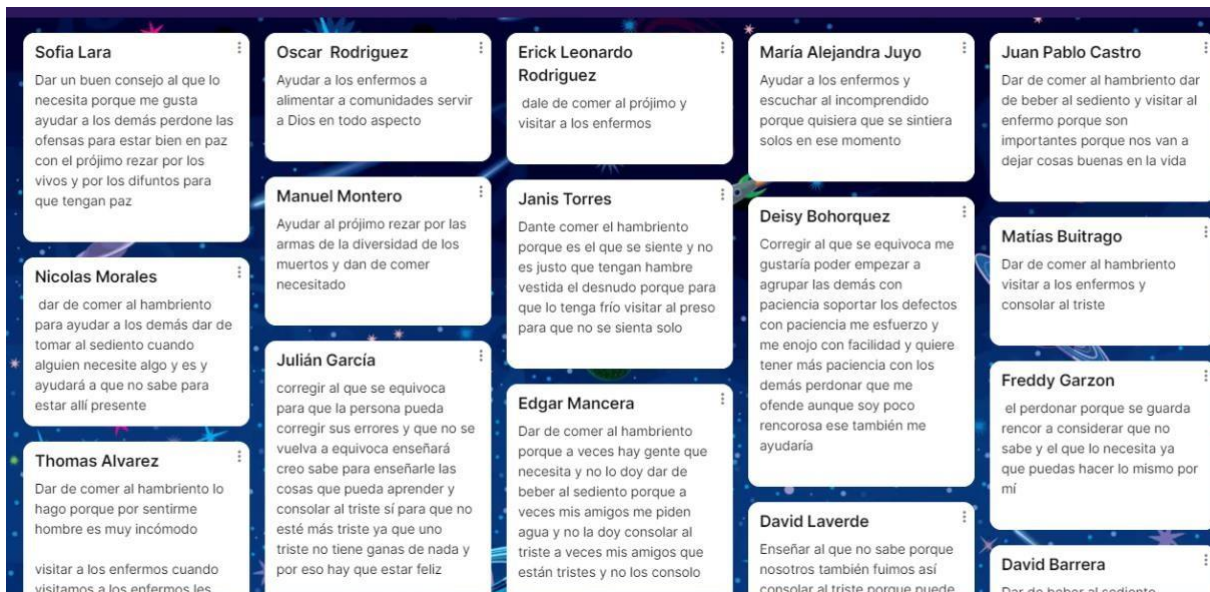 Sofia Lara
Dar un buen consejo al que lo
necesita porque me gusta
ayudar a los demás perdone las
ofensas para estar bien en paz
con el prójimo rezar por los
vivos y por los difuntos para
que tengan paz
Nicolas Morales
dar de comer al hambriento
para ayudar a los demás dar de
tomar al sediento cuando
alguien necesite algo y es y
ayudará a que no sabe para
estar allí presente
Thomas Alvarez
Dar de comer al hambriento lo
hago porque por sentirme
hombre es muy incómodo
visitar a los enfermos cuando
visitamos a los enfermos les
Oscar Rodriguez
Ayudar a los enfermos a
alimentar a comunidades servir
a Dios en todo aspecto
Manuel Montero
Ayudar al prójimo rezar por las
armas de la diversidad de los
muertos y dan de comer
necesitado
Julián García
corregir al que se equivoca
para que la persona pueda
corregir sus errores y que no se
vuelva a equivoca enseñará
creo sabe para enseñarle las
cosas que pueda aprender y
consolar al triste sí para que no
esté más triste ya que uno
triste no tiene ganas de nada y
por eso hay que estar feliz
Erick Leonardo
Rodriguez
dale de comer al prójimo y
visitar a los enfermos
Janis Torres
Dante comer el hambriento
porque es el que se siente y no
es justo que tengan hambre
vestida el desnudo porque para
que lo tenga frío visitar al preso
para que no se sienta solo
Edgar Mancera
Dar de comer al hambriento
porque a veces hay gente que
necesita y no lo doy dar de
beber al sediento porque a
veces mis amigos me piden
agua y no la doy consolar al
triste a veces mis amigos que
están tristes y no los consolo
María Alejandra Juyo
Ayudar a los enfermos y
escuchar al incomprendido
porque quisiera que se sintiera
solos en ese momento
Deisy Bohorquez
Corregir al que se equivoca me
gustaría poder empezar a
agrupar las demás con
paciencia soportar los defectos
con paciencia me esfuerzo y
me enojo con facilidad y quiere
tener más paciencia con los
demás perdonar que me
ofende aunque soy poco
rencorosa ese también me
ayudaría
David Laverde
Enseñar al que no sabe porque
nosotros también fuimos así
consolar al triste porque puede
Juan Pablo Castro
Dar de comer al hambriento dar
de beber al sediento y visitar al
enfermo porque son
importantes porque nos van a
dejar cosas buenas en la vida
Matías Buitrago
Dar de comer al hambriento
visitar a los enfermos y
consolar al triste
Freddy Garzon
el perdonar porque se guarda
rencor a considerar que no
sabe y el que lo necesita ya
que puedas hacer lo mismo por
mí
David Barrera
Dar de beber al sediento